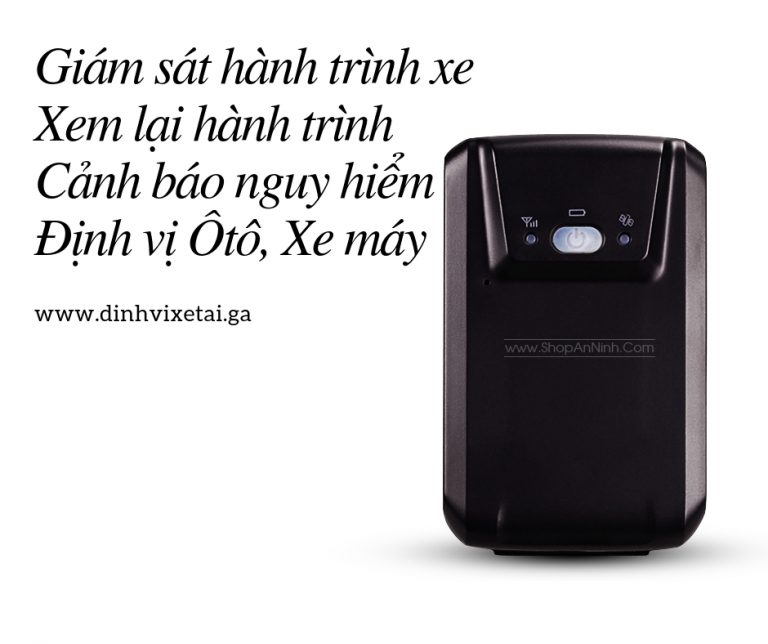 Giám sát hành trình xe
Xem lại hành trình
Cảnh báo nguy hiểm
Định vị Ôtô, Xe máy
www.dinhvixetai.ga
www.ShopAnNinh.Com